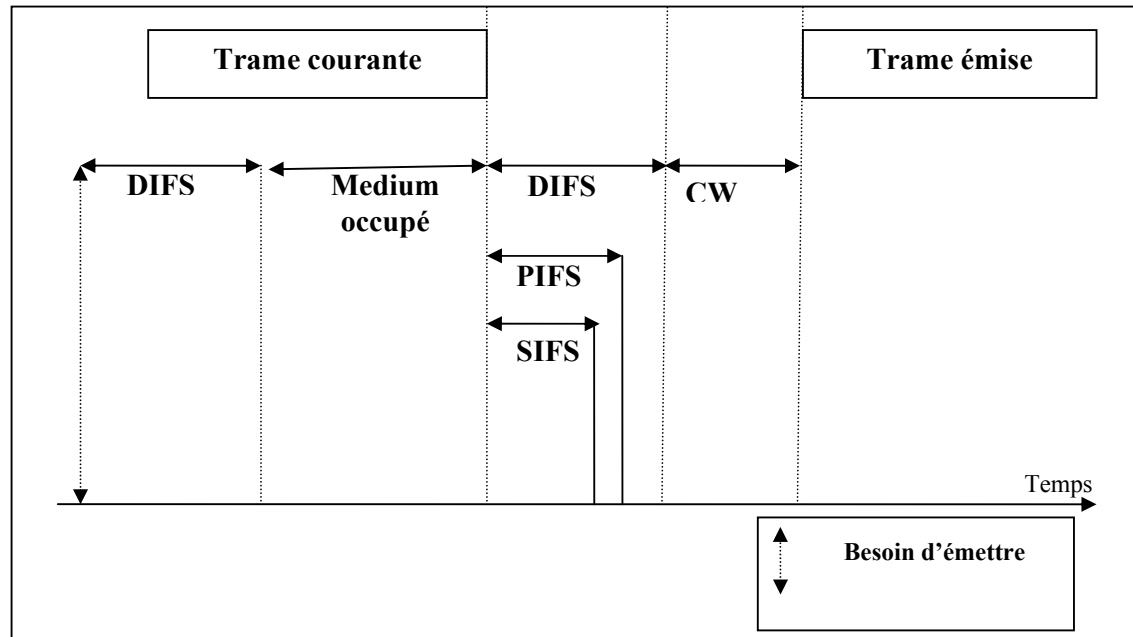 Trame courante
Trame émise
DIFS
Medium
occupé
DIFS
CW
PIFS
SIFS
Temps
Besoin d’émettre